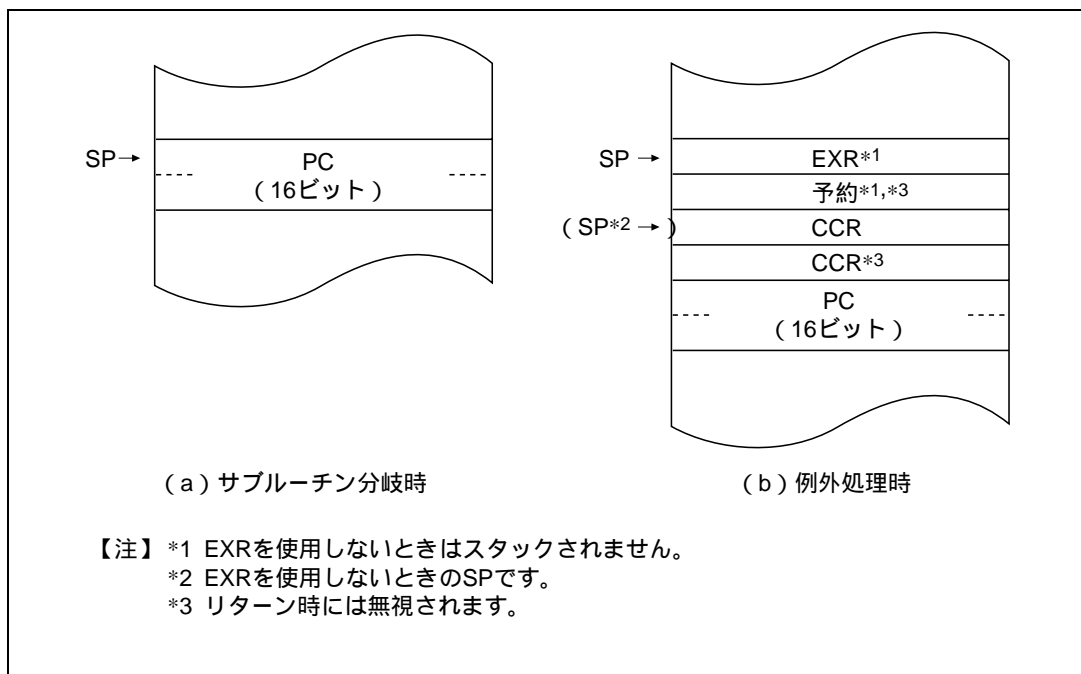 SP→
PC
（16ビット）
（a）サブルーチン分岐時
SP →
EXR*1
予約*1,*3
（SP*2 →）
CCR
CCR*3
PC
（16ビット）
（b）例外処理時
【注】 *1 EXRを使用しないときはスタックされません。
*2 EXRを使用しないときのSPです。
*3 リターン時には無視されます。